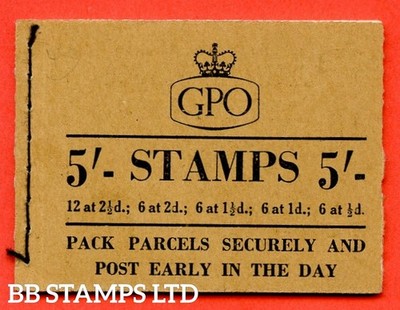 GPO
5/- STAMPS 5/-
12 at 2½d.; 6 at 2d.; 6 at 1½d.; 6 at 1d.; 6 at ½d.
PACK PARCELS SECURELY AND
POST EARLY IN THE DAY
BB STAMPS LTD